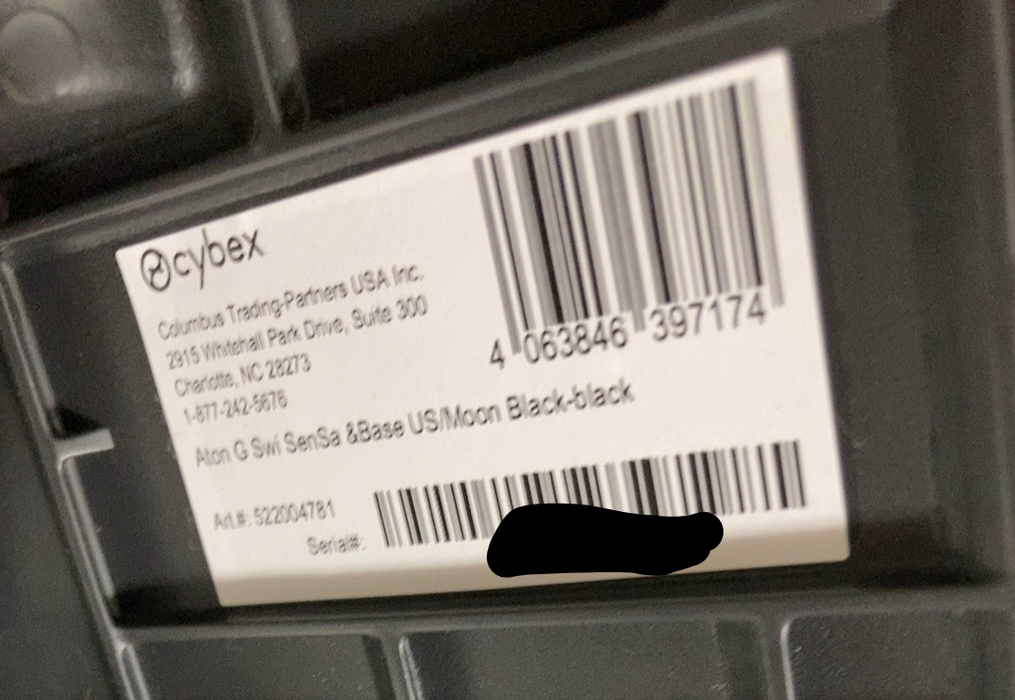 cybex
Columbus Trading-Partners USA Inc.
2915 Whitehall Park Drive, Suite 300
Charlotte, NC 28273
1-877-242-5676
4 063846 397174
Aton G Swi SenSa &Base US/Moon Black-black
Art.#: 522004781
Serial#: